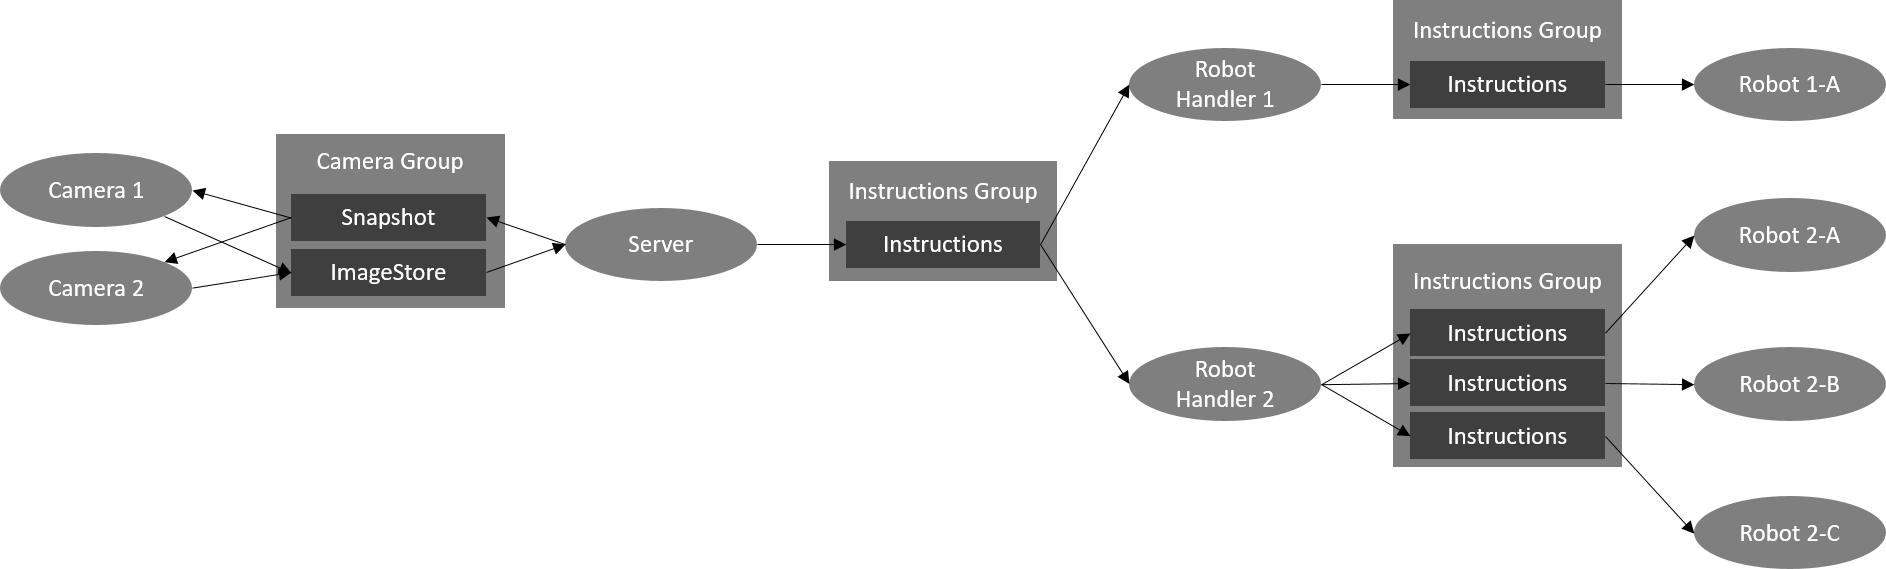 Camera 1
Camera 2
Camera Group
Snapshot
ImageStore
Server
Instructions Group
Instructions
Robot
Handler 1
Instructions Group
Instructions
Robot 1-A
Robot
Handler 2
Instructions Group
Instructions
Instructions
Instructions
Robot 2-A
Robot 2-B
Robot 2-C